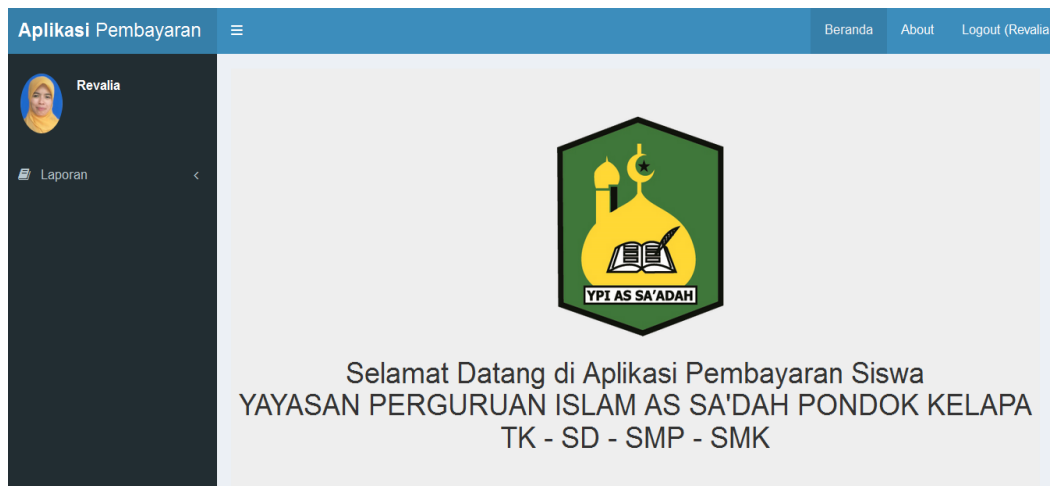 Aplikasi Pembayaran
Beranda About Logout (Revalia
Revalia
Laporan
YPI AS SA'ADAH
Selamat Datang di Aplikasi Pembayaran Siswa
YAYASAN PERGURUAN ISLAM AS SA'DAH PONDOK KELAPA
TK - SD - SMP - SMK